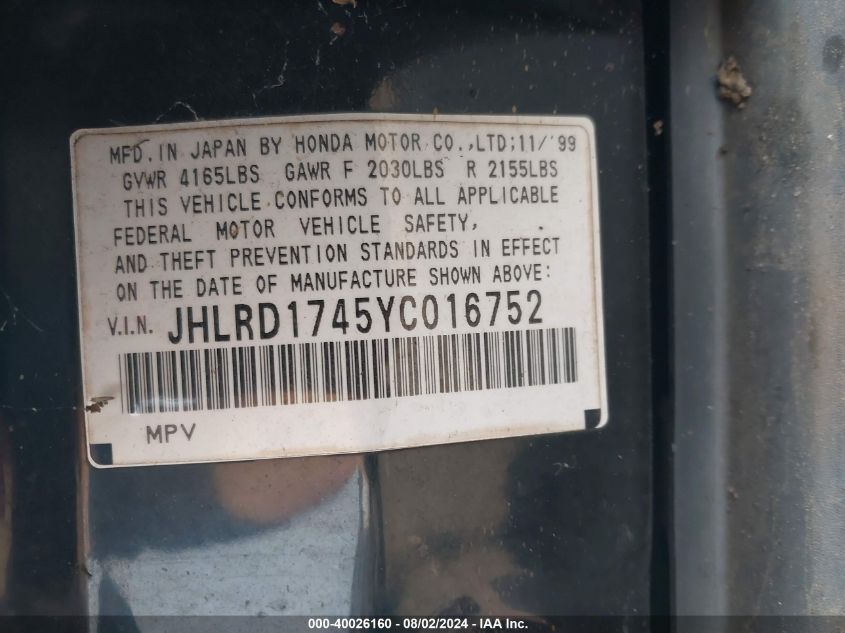 MFD. IN JAPAN BY HONDA MOTOR CO.,LTD;11/'99
GVWR 4165LBS GAWR F 2030LBS R 2155LBS
THIS VEHICLE CONFORMS TO ALL APPLICABLE
FEDERAL MOTOR VEHICLE SAFETY,
AND THEFT PREVENTION STANDARDS IN EFFECT
ON THE DATE OF MANUFACTURE SHOWN ABOVE:
V.I.N. JHLRD1745YC016752
MPV
000-40026160 - 08/02/2024 - IAA Inc.